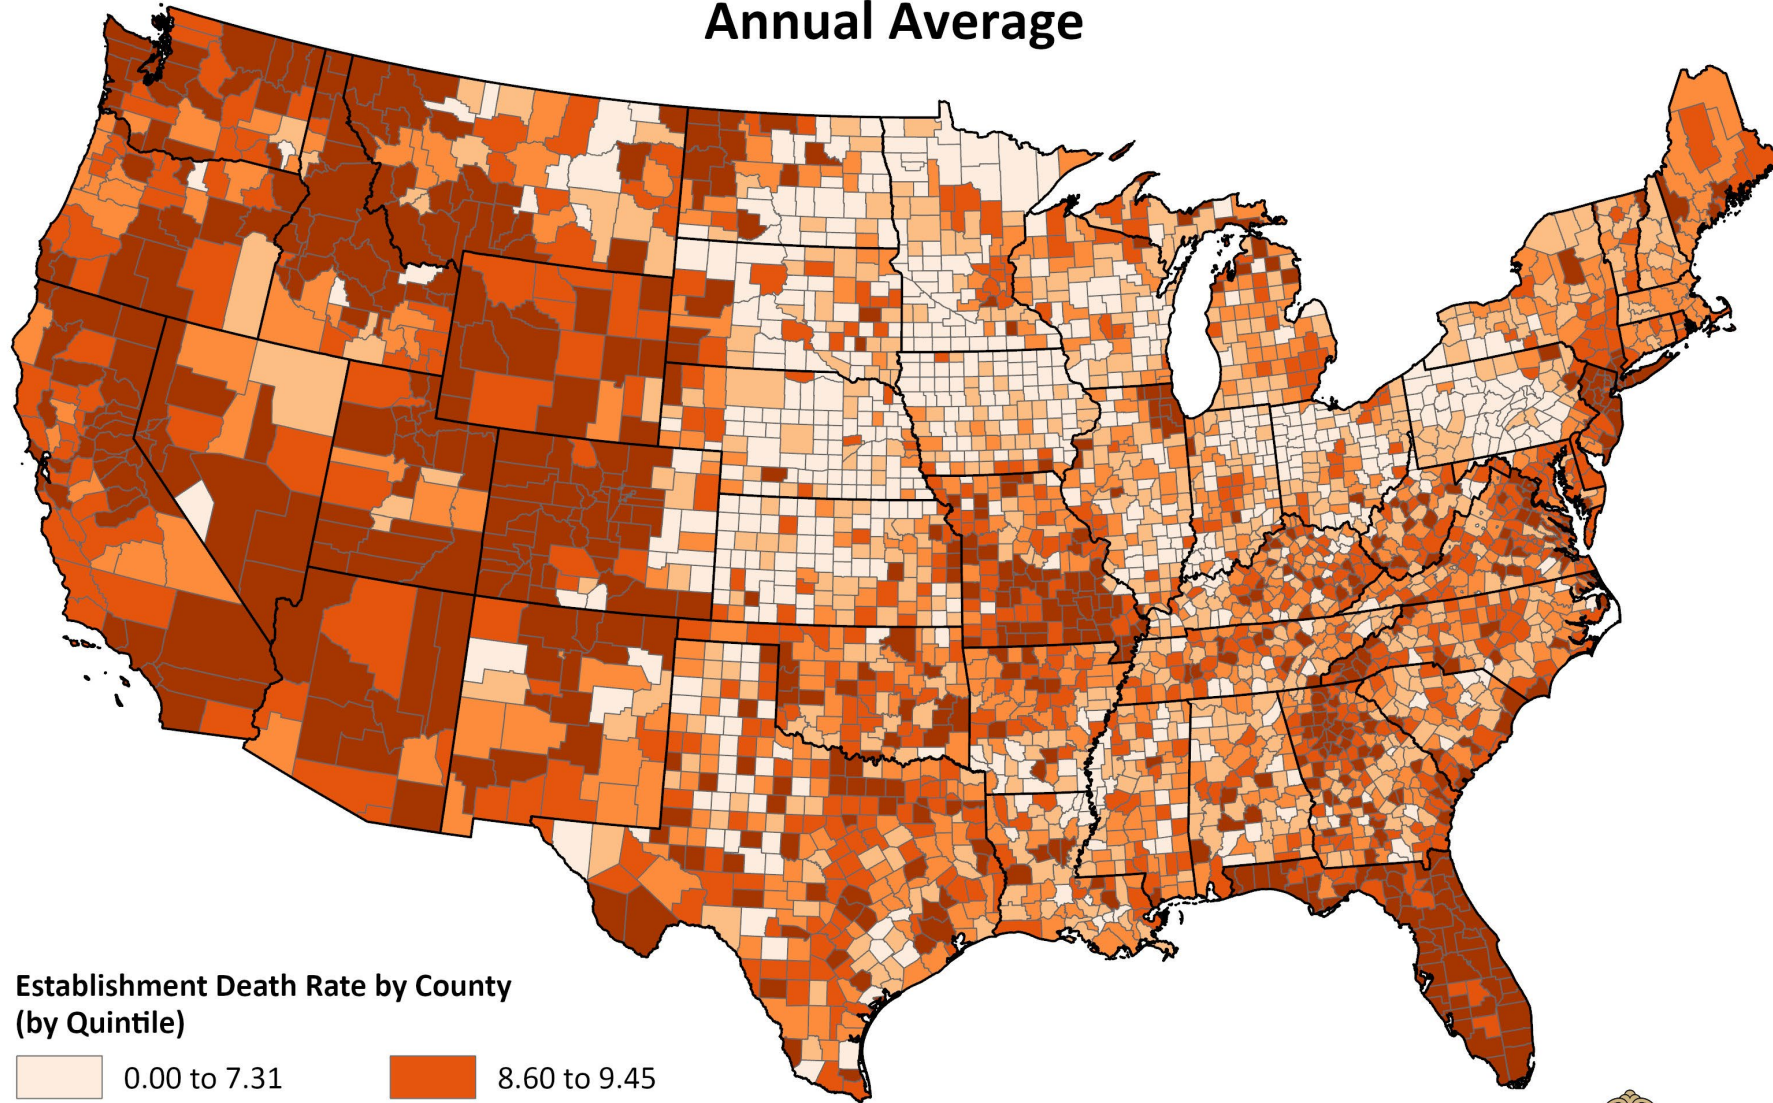 Annual Average
Establishment Death Rate by County
(by Quintile)
0.00 to 7.31
8.60 to 9.45